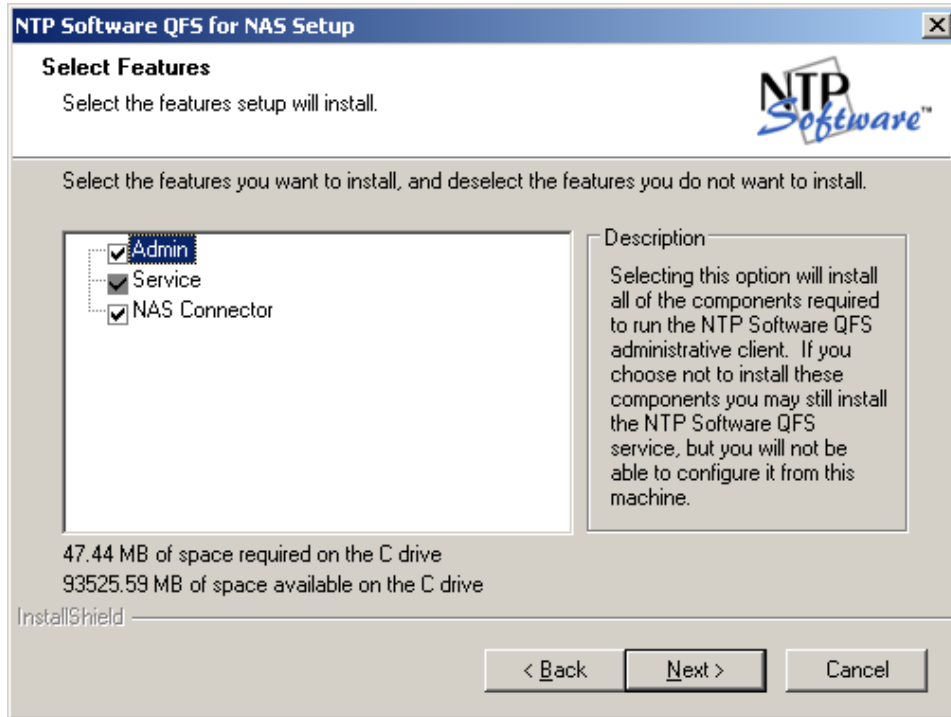 NTP Software QFS for NAS Setup
Select Features
Select the features setup will install.
NTP
Software™
Select the features you want to install, and deselect the features you do not want to install.
Admin
Service
NAS Connector
Description
Selecting this option will install
all of the components required
to run the NTP Software QFS
administrative client. If you
choose not to install these
components you may still install
the NTP Software QFS
service, but you will not be
able to configure it from this
machine.
47.44 MB of space required on the C drive
93525.59 MB of space available on the C drive
InstallShield
< Back
Next >
Cancel